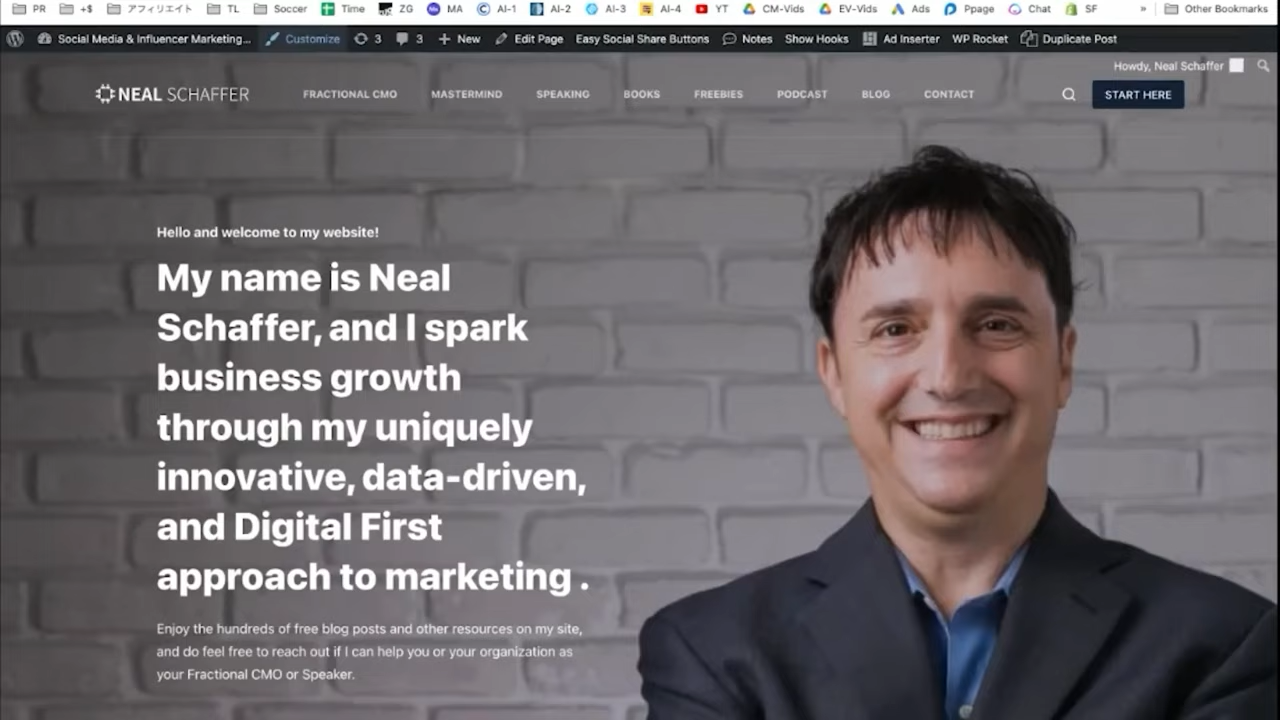 PR +$ アフィリエイト TL Soccer Time ZG MA AI-1 AI-2 AI-3 AI-4 YT CM-Vids EV-Vids Ads Ppage Chat SF » Other Bookmarks
Social Media & Influencer Marketing... Customize 3 3 + New Edit Page Easy Social Share Buttons Notes Show Hooks Ad Inserter WP Rocket Duplicate Post
Howdy, Neal Schaffer
NEAL SCHAFFER FRACTIONAL CMO MASTERMIND SPEAKING BOOKS FREEBIES PODCAST BLOG CONTACT START HERE
Hello and welcome to my website!
My name is Neal
Schaffer, and I spark
business growth
through my uniquely
innovative, data-driven,
and Digital First
approach to marketing .
Enjoy the hundreds of free blog posts and other resources on my site,
and do feel free to reach out if I can help you or your organization as
your Fractional CMO or Speaker.